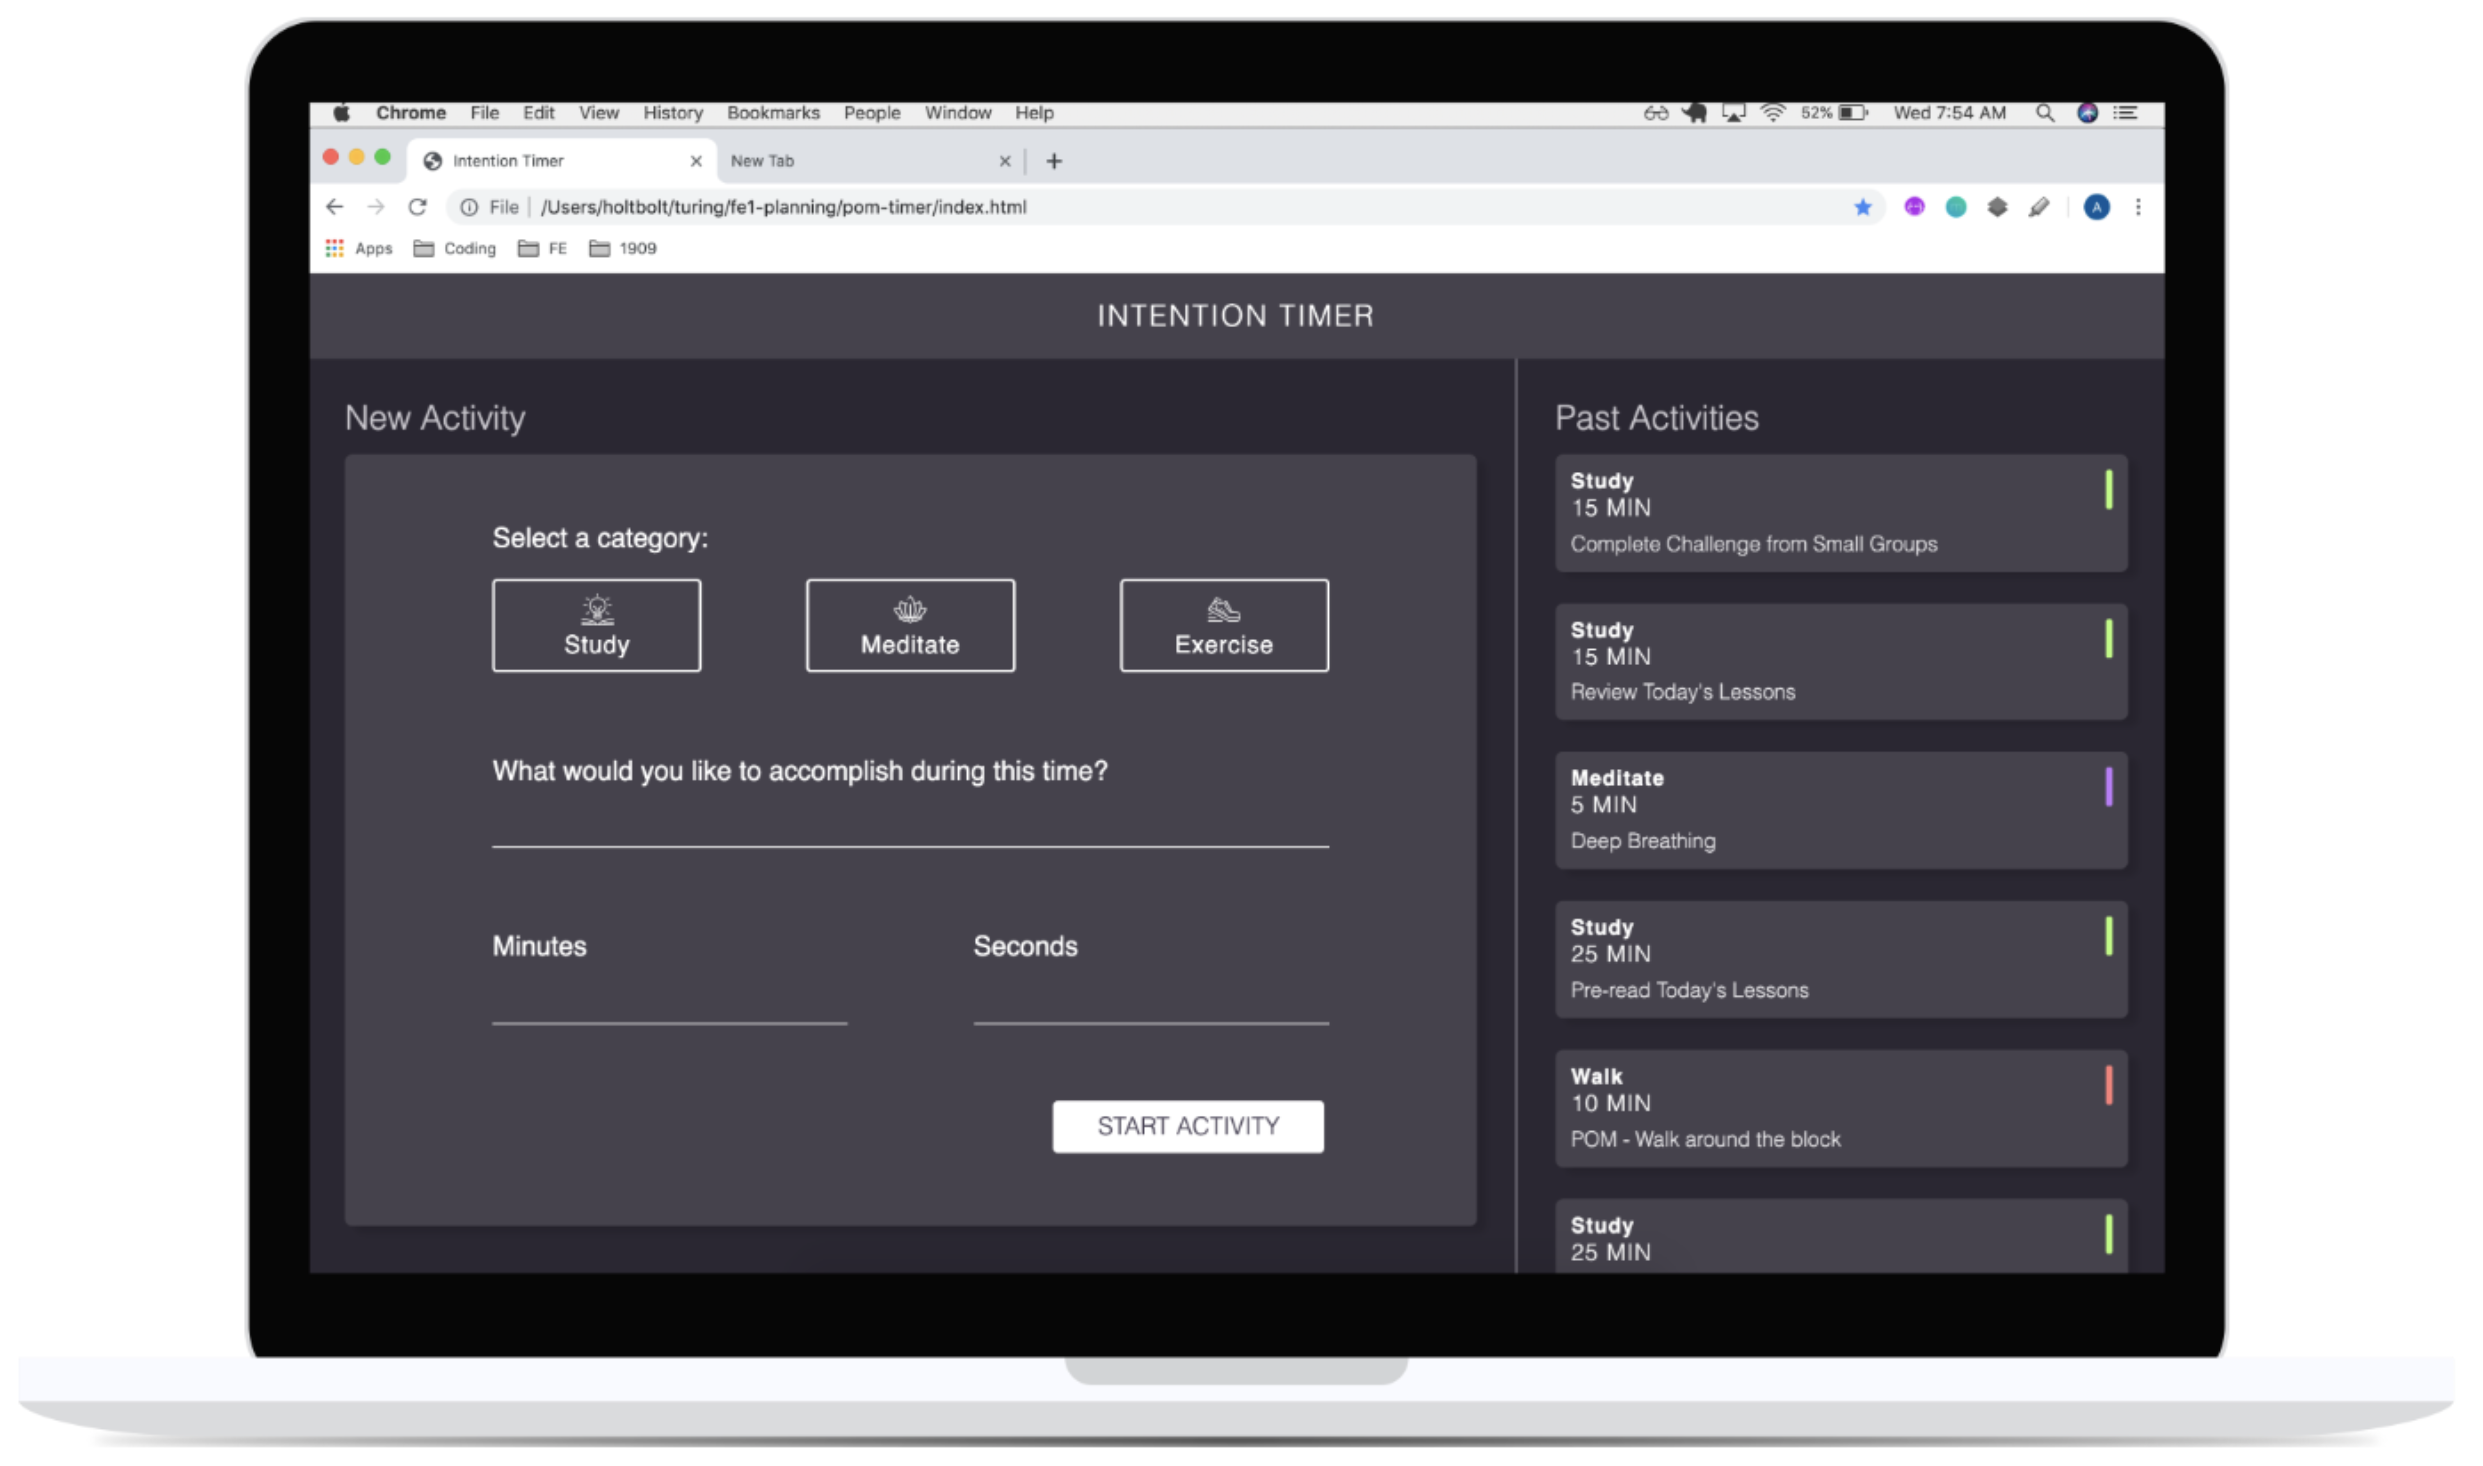 Chrome File Edit View History Bookmarks People Window Help 52% Wed 7:54 AM
Intention Timer New Tab
File /Users/holtbolt/turing/fe1-planning/pom-timer/index.html A
Apps Coding FE 1909
INTENTION TIMER
New Activity
Select a category:
Study Meditate Exercise
What would you like to accomplish during this time?
Minutes Seconds
START ACTIVITY
Past Activities
Study
15 MIN
Complete Challenge from Small Groups
Study
15 MIN
Review Today's Lessons
Meditate
5 MIN
Deep Breathing
Study
25 MIN
Pre-read Today's Lessons
Walk
10 MIN
POM - Walk around the block
Study
25 MIN